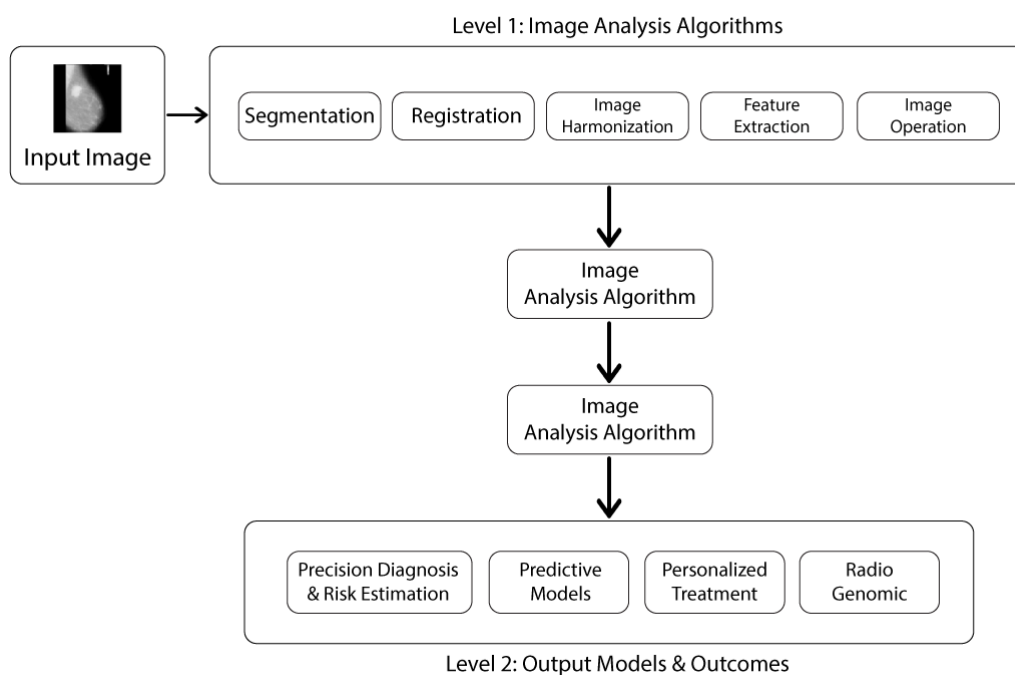 Level 1: Image Analysis Algorithms
Input Image
Segmentation
Registration
Image
Harmonization
Feature
Extraction
Image
Operation
Image
Analysis Algorithm
Image
Analysis Algorithm
Precision Diagnosis
& Risk Estimation
Predictive
Models
Personalized
Treatment
Radio
Genomic
Level 2: Output Models & Outcomes